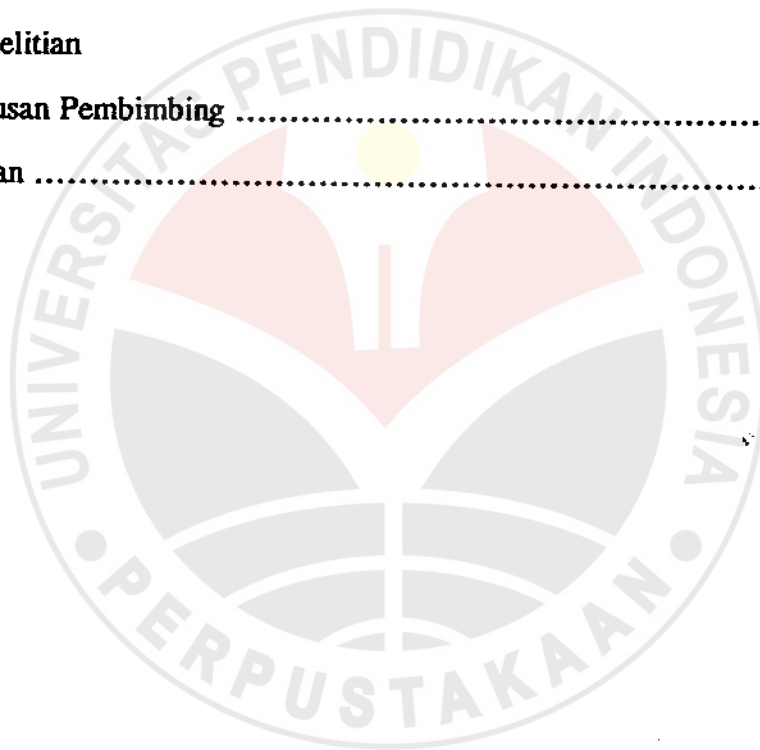 elitian
usan Pembimbing ................................................................
an ................................................................................................
UNIVERSITAS PENDIDIKAN INDONESIA
PERPUSTAKAAN